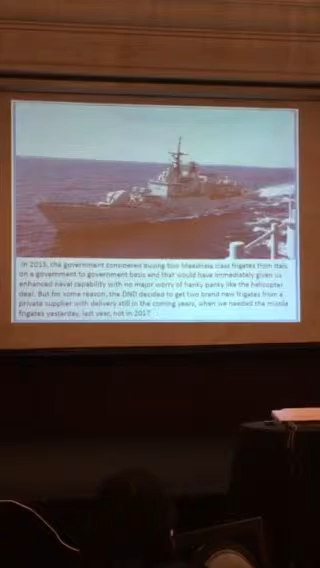 In 2013, the government considered buying two Maestrale class frigates from Italy
on a government to government basis and that would have immediately given us
enhanced naval capability with no major worry of hanky panky like the helicopter
deal. But for some reason, the DND decided to get two brand new frigates from a
private supplier with delivery still in the coming years, when we needed the missile
frigates yesterday, last year, not in 2017